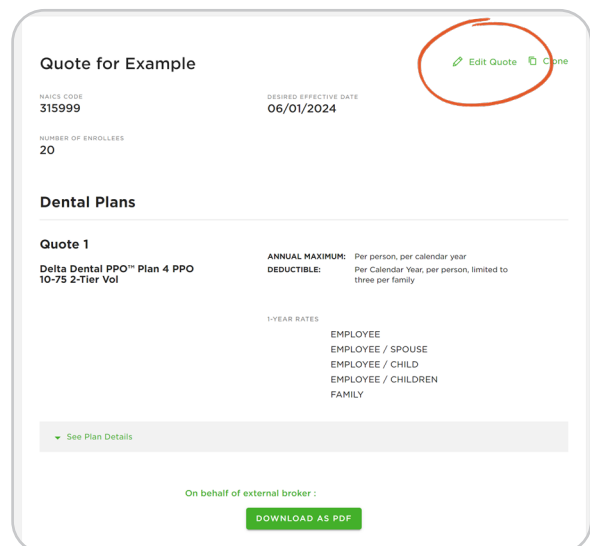 Quote for Example
Edit Quote
Clone
NAICS CODE
315999
DESIRED EFFECTIVE DATE
06/01/2024
NUMBER OF ENROLLEES
20
Dental Plans
Quote 1
Delta Dental PPO™ Plan 4 PPO
10-75 2-Tier Vol
ANNUAL MAXIMUM: Per person, per calendar year
DEDUCTIBLE: Per Calendar Year, per person, limited to
three per family
1-YEAR RATES
EMPLOYEE
EMPLOYEE / SPOUSE
EMPLOYEE / CHILD
EMPLOYEE / CHILDREN
FAMILY
See Plan Details
On behalf of external broker :
DOWNLOAD AS PDF